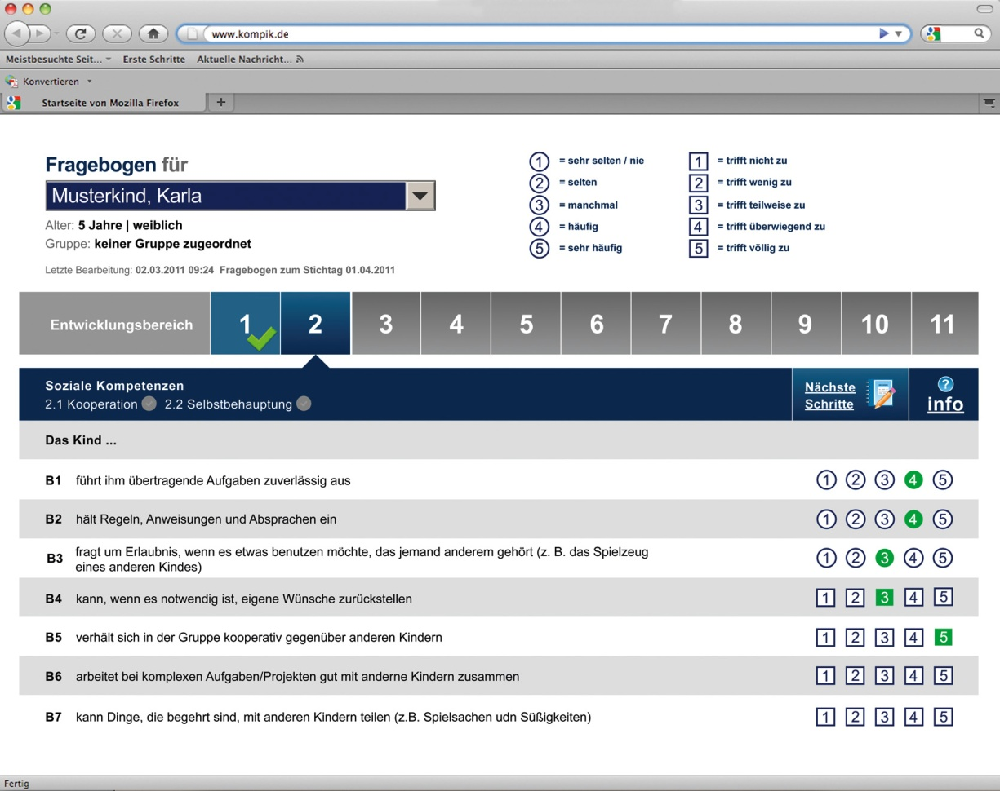 www.kompik.de
Meistbesuchte Seit... Erste Schritte Aktuelle Nachricht...
Konvertieren
Startseite von Mozilla Firefox +
Fragebogen für
Musterkind, Karla
Alter: 5 Jahre | weiblich
Gruppe: keiner Gruppe zugeordnet
Letzte Bearbeitung: 02.03.2011 09:24 Fragebogen zum Stichtag 01.04.2011
1 = sehr selten / nie
2 = selten
3 = manchmal
4 = häufig
5 = sehr häufig
1 = trifft nicht zu
2 = trifft wenig zu
3 = trifft teilweise zu
4 = trifft überwiegend zu
5 = trifft völlig zu
Entwicklungsbereich 1 2 3 4 5 6 7 8 9 10 11
Soziale Kompetenzen
2.1 Kooperation 2.2 Selbstbehauptung
Nächste
Schritte
?
info
Das Kind ...
B1 führt ihm übertragende Aufgaben zuverlässig aus 1 2 3 4 5
B2 hält Regeln, Anweisungen und Absprachen ein 1 2 3 4 5
B3 fragt um Erlaubnis, wenn es etwas benutzen möchte, das jemand anderem gehört (z. B. das Spielzeug
eines anderen Kindes) 1 2 3 4 5
B4 kann, wenn es notwendig ist, eigene Wünsche zurückstellen 1 2 3 4 5
B5 verhält sich in der Gruppe kooperativ gegenüber anderen Kindern 1 2 3 4 5
B6 arbeitet bei komplexen Aufgaben/Projekten gut mit anderne Kindern zusammen 1 2 3 4 5
B7 kann Dinge, die begehrt sind, mit anderen Kindern teilen (z.B. Spielsachen udn Süßigkeiten) 1 2 3 4 5
Fertig